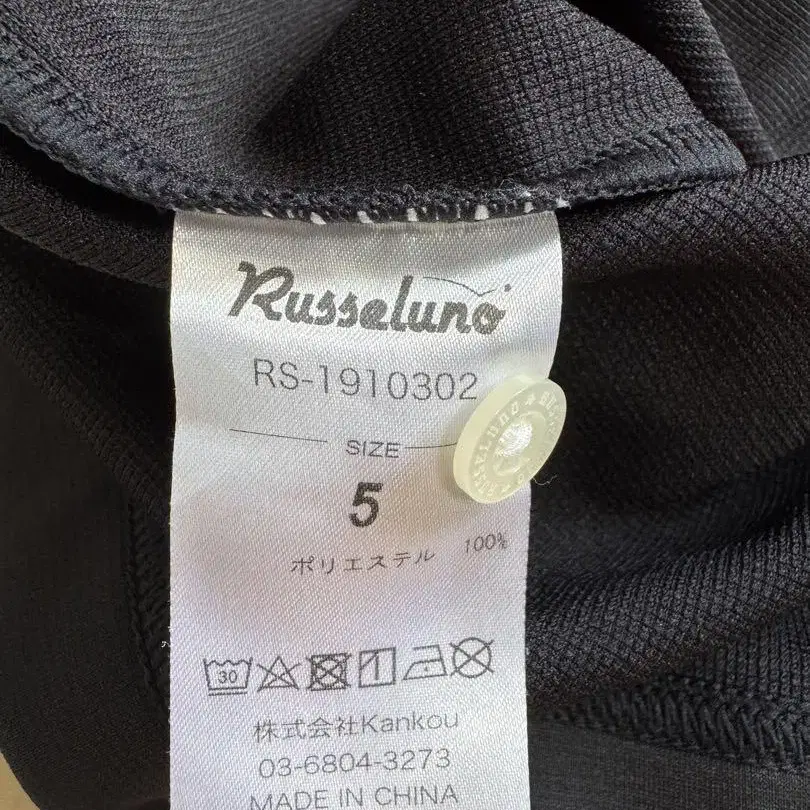 Russeluno
RS-1910302
SIZE
5
ポリエステル 100%
30
株式会社Kankou
03-6804-3273
MADE IN CHINA